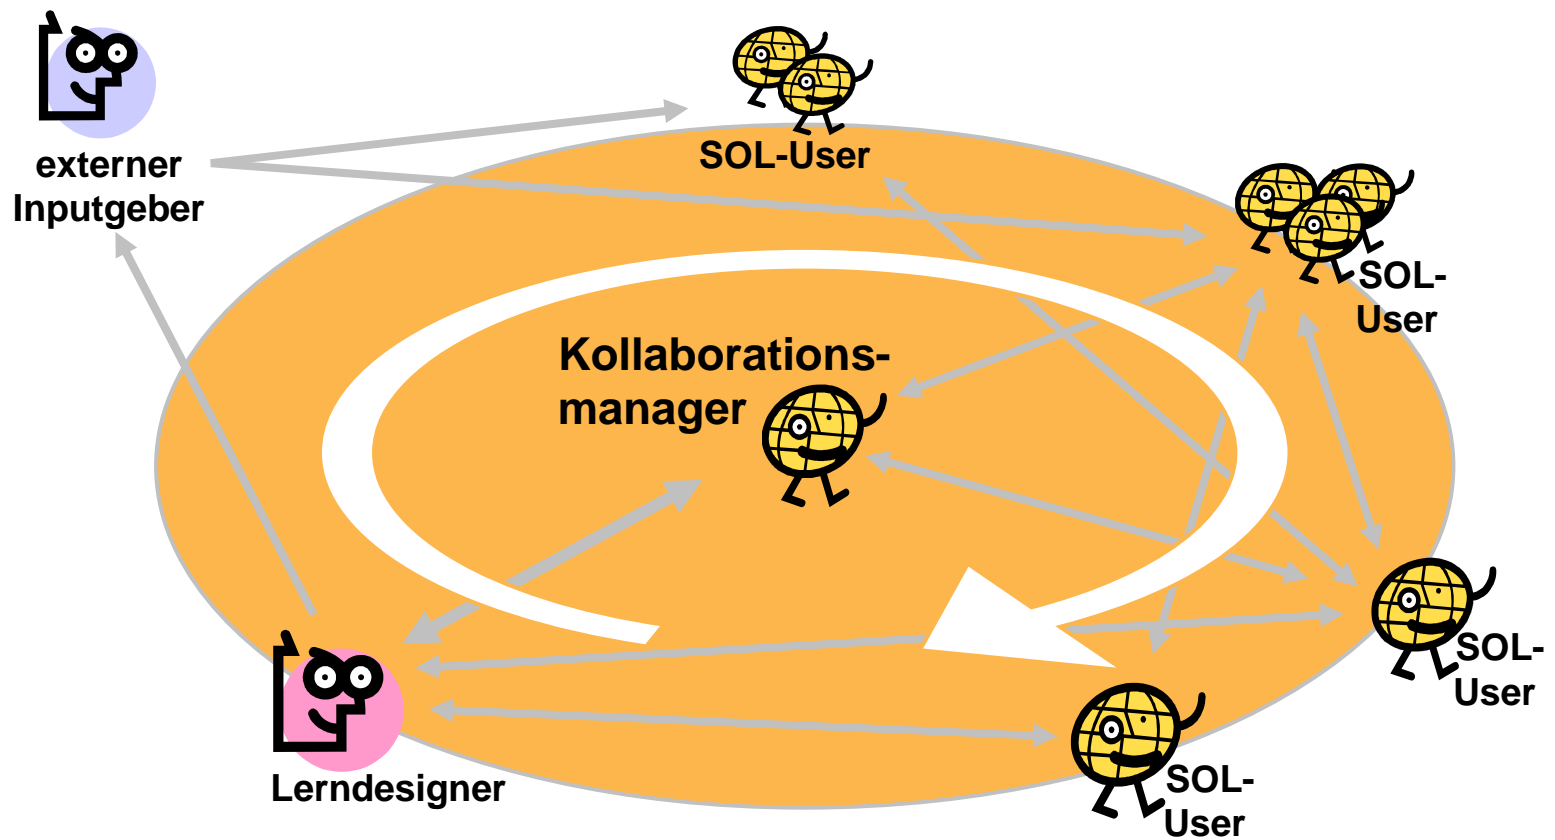 externer
Inputgeber
SOL-User
SOL-
User
Kollaborations-
manager
SOL-
User
Lerndesigner
SOL-
User